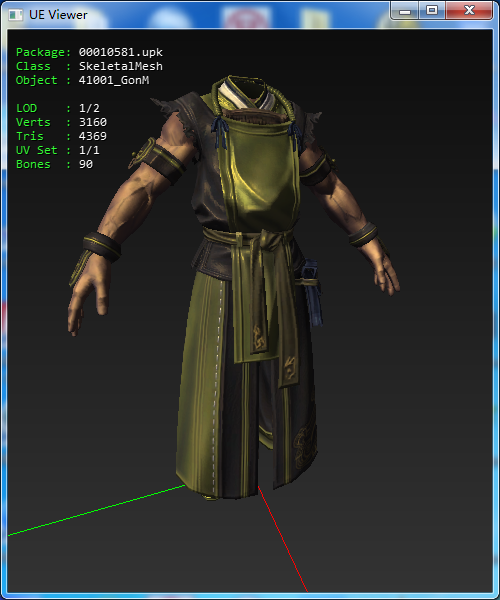 UE Viewer
Package: 00010581.upk
Class : SkeletalMesh
Object : 41001_GonM
LOD : 1/2
Verts : 3160
Tris : 4369
UV Set : 1/1
Bones : 90